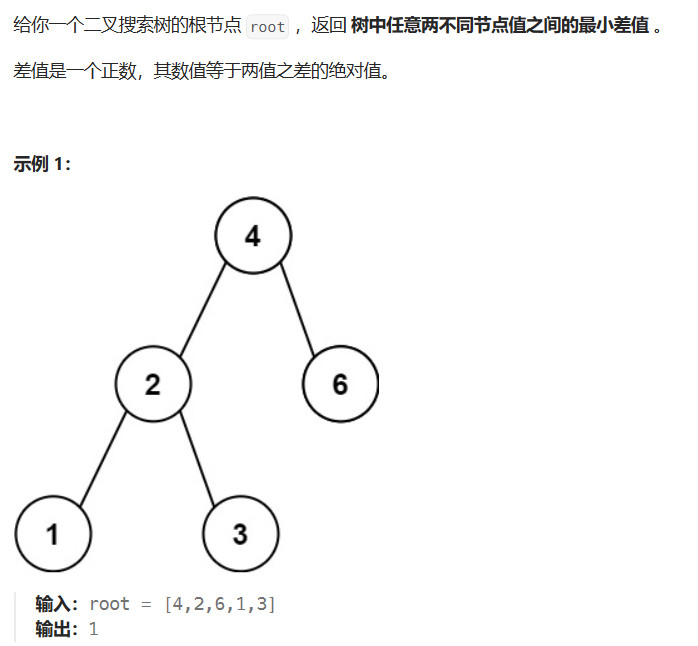 给你一个二叉搜索树的根节点 root ，返回 树中任意两不同节点值之间的最小差值 。
差值是一个正数，其数值等于两值之差的绝对值。
示例 1：
4
2 6
1 3
输入：root = [4,2,6,1,3]
输出：1